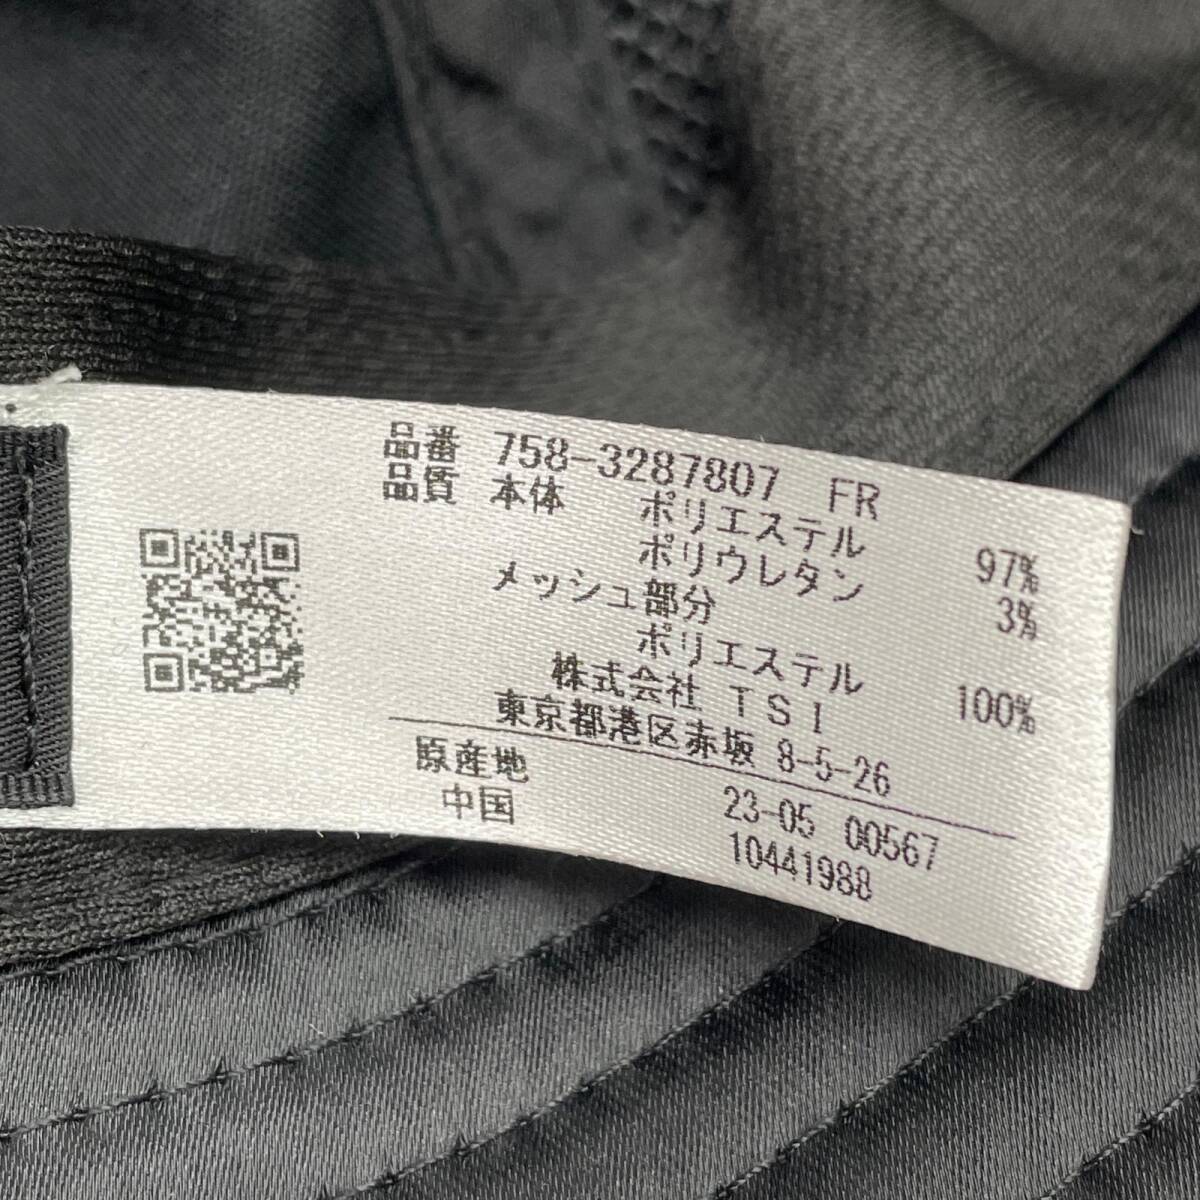 品番 758-3287807 FR
品質 本体 ポリエステル 97%
ポリウレタン 3%
メッシュ部分
ポリエステル 100%
株式会社 TSI
東京都港区赤坂 8-5-26
原産地
中国
23-05 00567
10441988